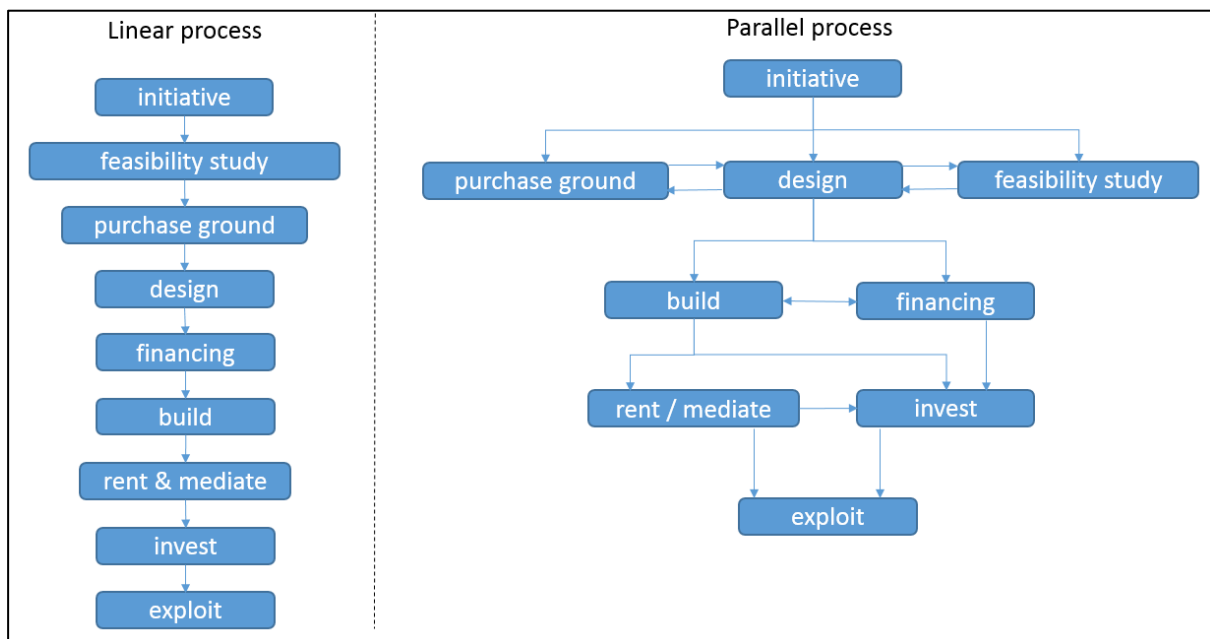 Linear process
initiative
feasibility study
purchase ground
design
financing
build
rent & mediate
invest
exploit
Parallel process
initiative
purchase ground
design
feasibility study
build
financing
rent / mediate
invest
exploit